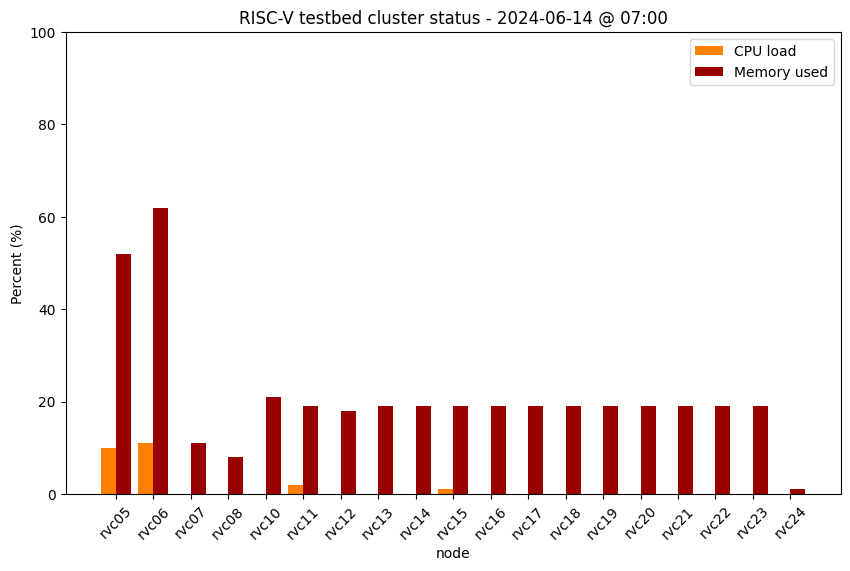 RISC-V testbed cluster status - 2024-06-14 @ 07:00
CPU load
Memory used
Percent (%)
100
80
60
40
20
0
rvc05
rvc06
rvc07
rvc08
rvc10
rvc11
rvc12
rvc13
rvc14
rvc15
rvc16
rvc17
rvc18
rvc19
rvc20
rvc21
rvc22
rvc23
rvc24
node